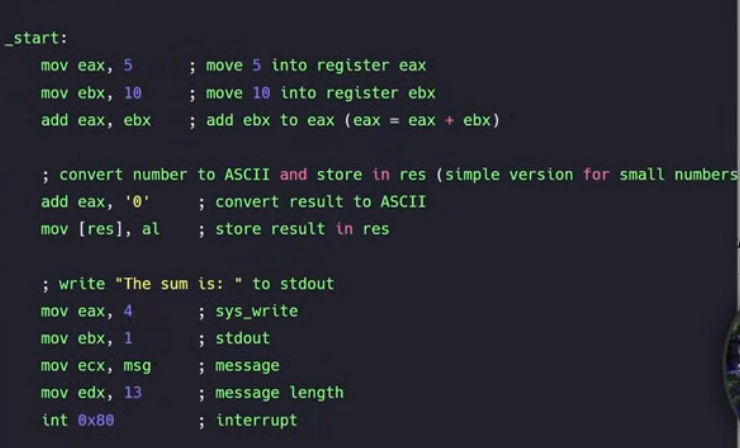 _start:
mov eax, 5 ; move 5 into register eax
mov ebx, 10 ; move 10 into register ebx
add eax, ebx ; add ebx to eax (eax = eax + ebx)
; convert number to ASCII and store in res (simple version for small numbers
add eax, '0' ; convert result to ASCII
mov [res], al ; store result in res
; write "The sum is: " to stdout
mov eax, 4 ; sys_write
mov ebx, 1 ; stdout
mov ecx, msg ; message
mov edx, 13 ; message length
int 0x80 ; interrupt